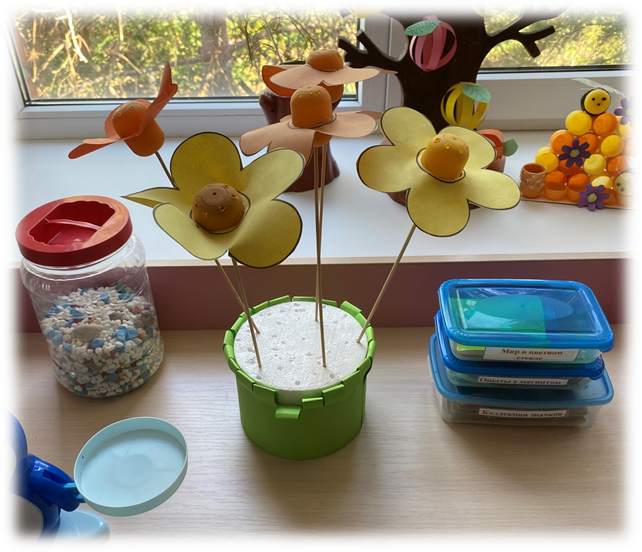 Мир в цветном
стекле
Опыты с магнитом
Коллекция значков